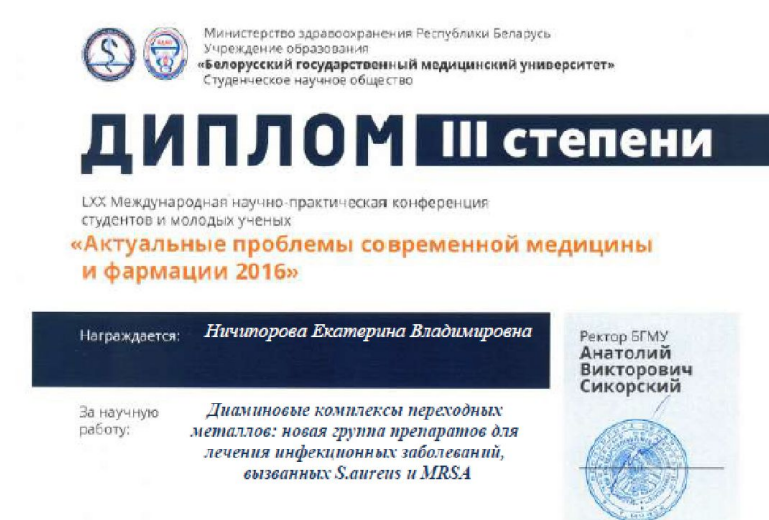 Министерство здравоохранения Республики Беларусь
Учреждение образования
«Белорусский государственный медицинский университет»
Студенческое научное общество
ДИПЛОМ III степени
LXX Международная научно-практическая конференция
студентов и молодых ученых
«Актуальные проблемы современной медицины
и фармации 2016»
Награждается: Ничипорова Екатерина Владимировна
Ректор БГМУ
Анатолий
Викторович
Сикорский
За научную
работу:
Диаминовые комплексы переходных
металлов: новая группа препаратов для
лечения инфекционных заболеваний,
вызванных S.aureus и MRSA